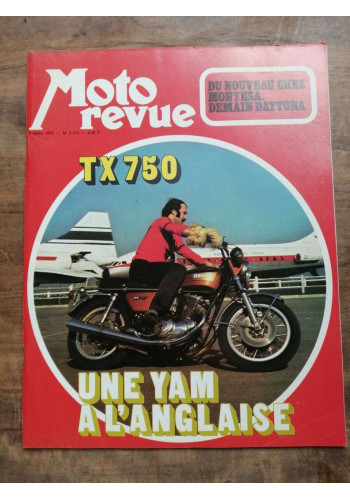 Moto
revue
DU NOUVEAU CHEZ
MONTESA.
DEMAIN DAYTONA
TX 750
UNE YAM
A L'ANGLAISE